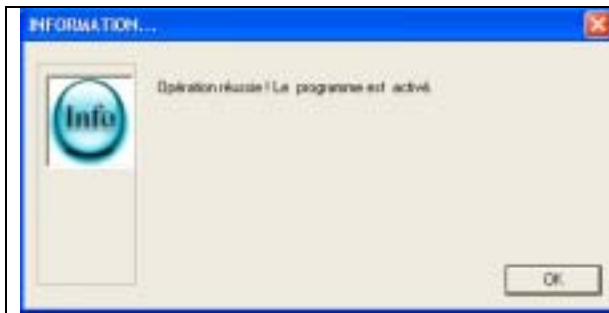 INFORMATION...
Info
Opération réussie ! Le programme est activé.
OK